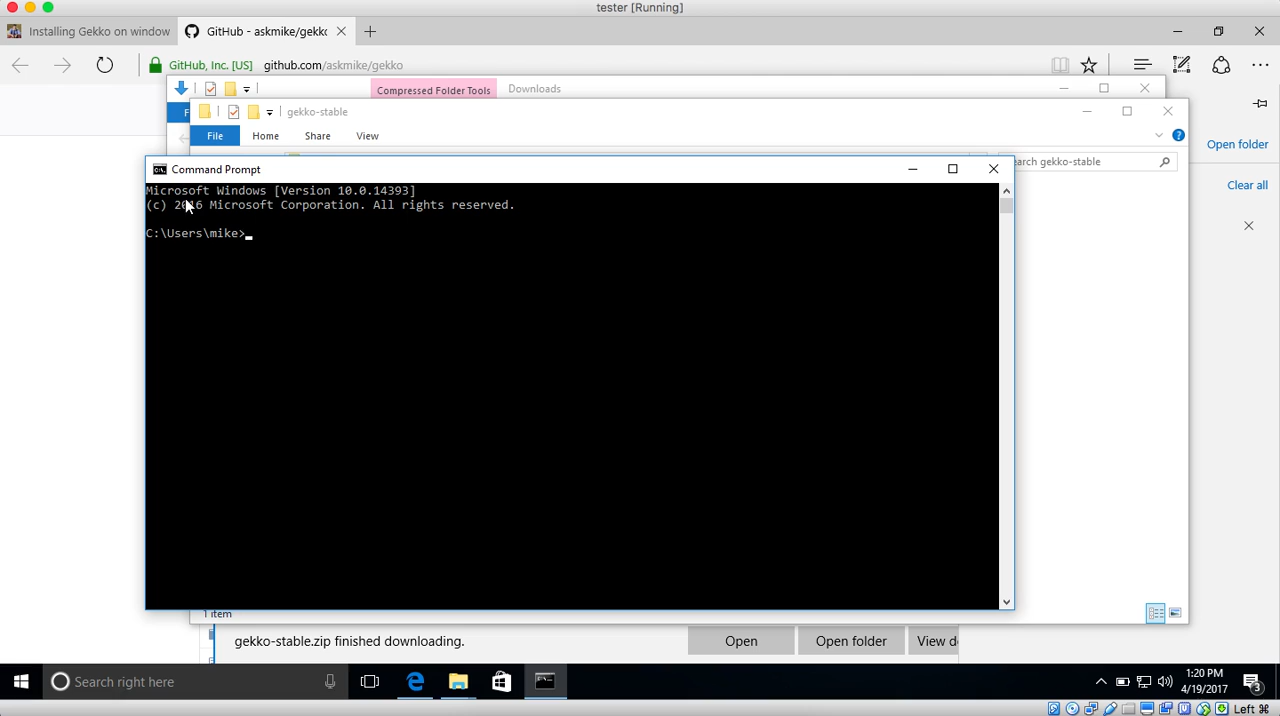 tester [Running]
Installing Gekko on window
GitHub - askmike/gekko
GitHub, Inc. [US] github.com/askmike/gekko
Compressed Folder Tools
Downloads
gekko-stable
File
Home
Share
View
Open folder
gekko-stable
Clear all
Command Prompt
Microsoft Windows [Version 10.0.14393]
(c) 2016 Microsoft Corporation. All rights reserved.
C:\Users\mike>
1 item
gekko-stable.zip finished downloading.
Open
Open folder
Search right here
1:20 PM
4/19/2017
3
Left ⌘